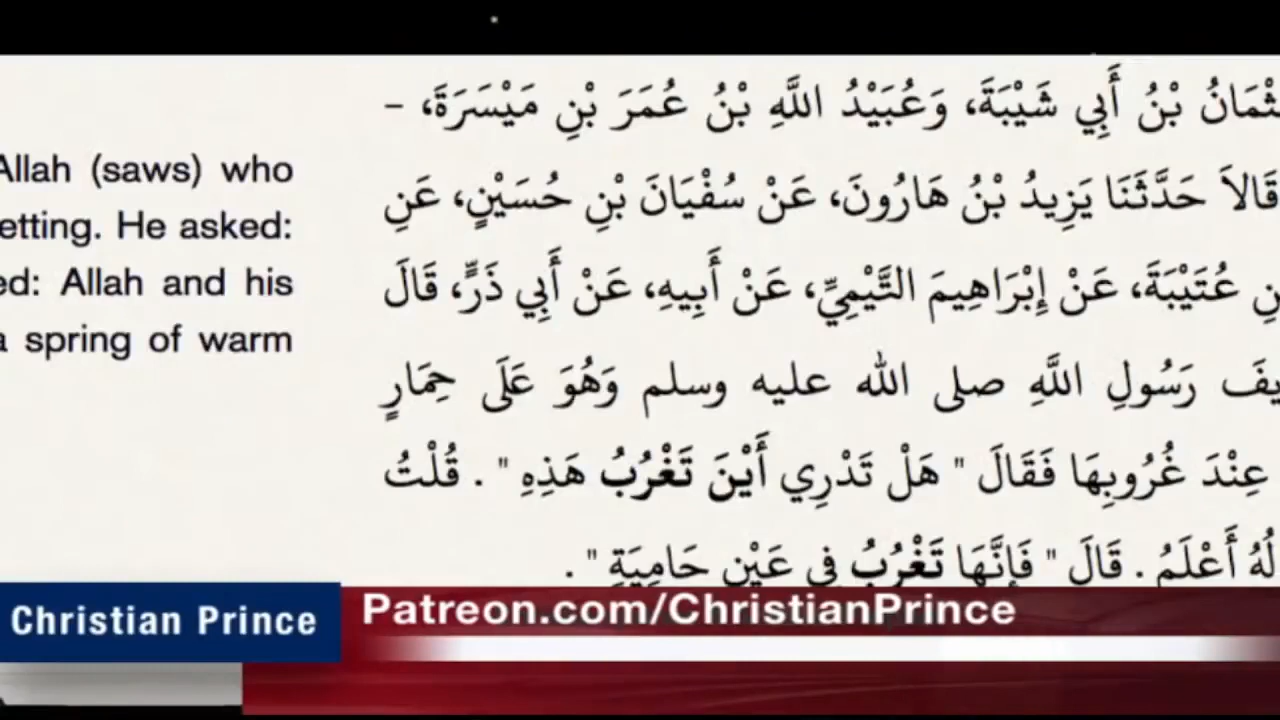 Allah (saws) who
etting. He asked:
ed: Allah and his
a spring of warm
ثْمَانُ بْنُ أَبِي شَيْبَةَ، وَعُبَيْدُ اللَّهِ بْنُ عُمَرَ بْنِ مَيْسَرَةَ، –
قَالاَ حَدَّثَنَا يَزِيدُ بْنُ هَارُونَ، عَنْ سُفْيَانَ بْنِ حُسَيْنٍ، عَنِ
نِ عُتَيْبَةَ، عَنْ إِبْرَاهِيمَ التَّيْمِيِّ، عَنْ أَبِيهِ، عَنْ أَبِي ذَرٍّ، قَالَ
يفَ رَسُولِ اللَّهِ صلى الله عليه وسلم وَهُوَ عَلَى حِمَارٍ
عِنْدَ غُرُوبِهَا فَقَالَ " هَلْ تَدْرِي أَيْنَ تَغْرُبُ هَذِهِ " . قُلْتُ
لُهُ أَعْلَمُ . قَالَ " فَإِنَّهَا تَغْرُبُ فِي عَيْنِ حَامِيَةٍ " .
Christian Prince
Patreon.com/ChristianPrince